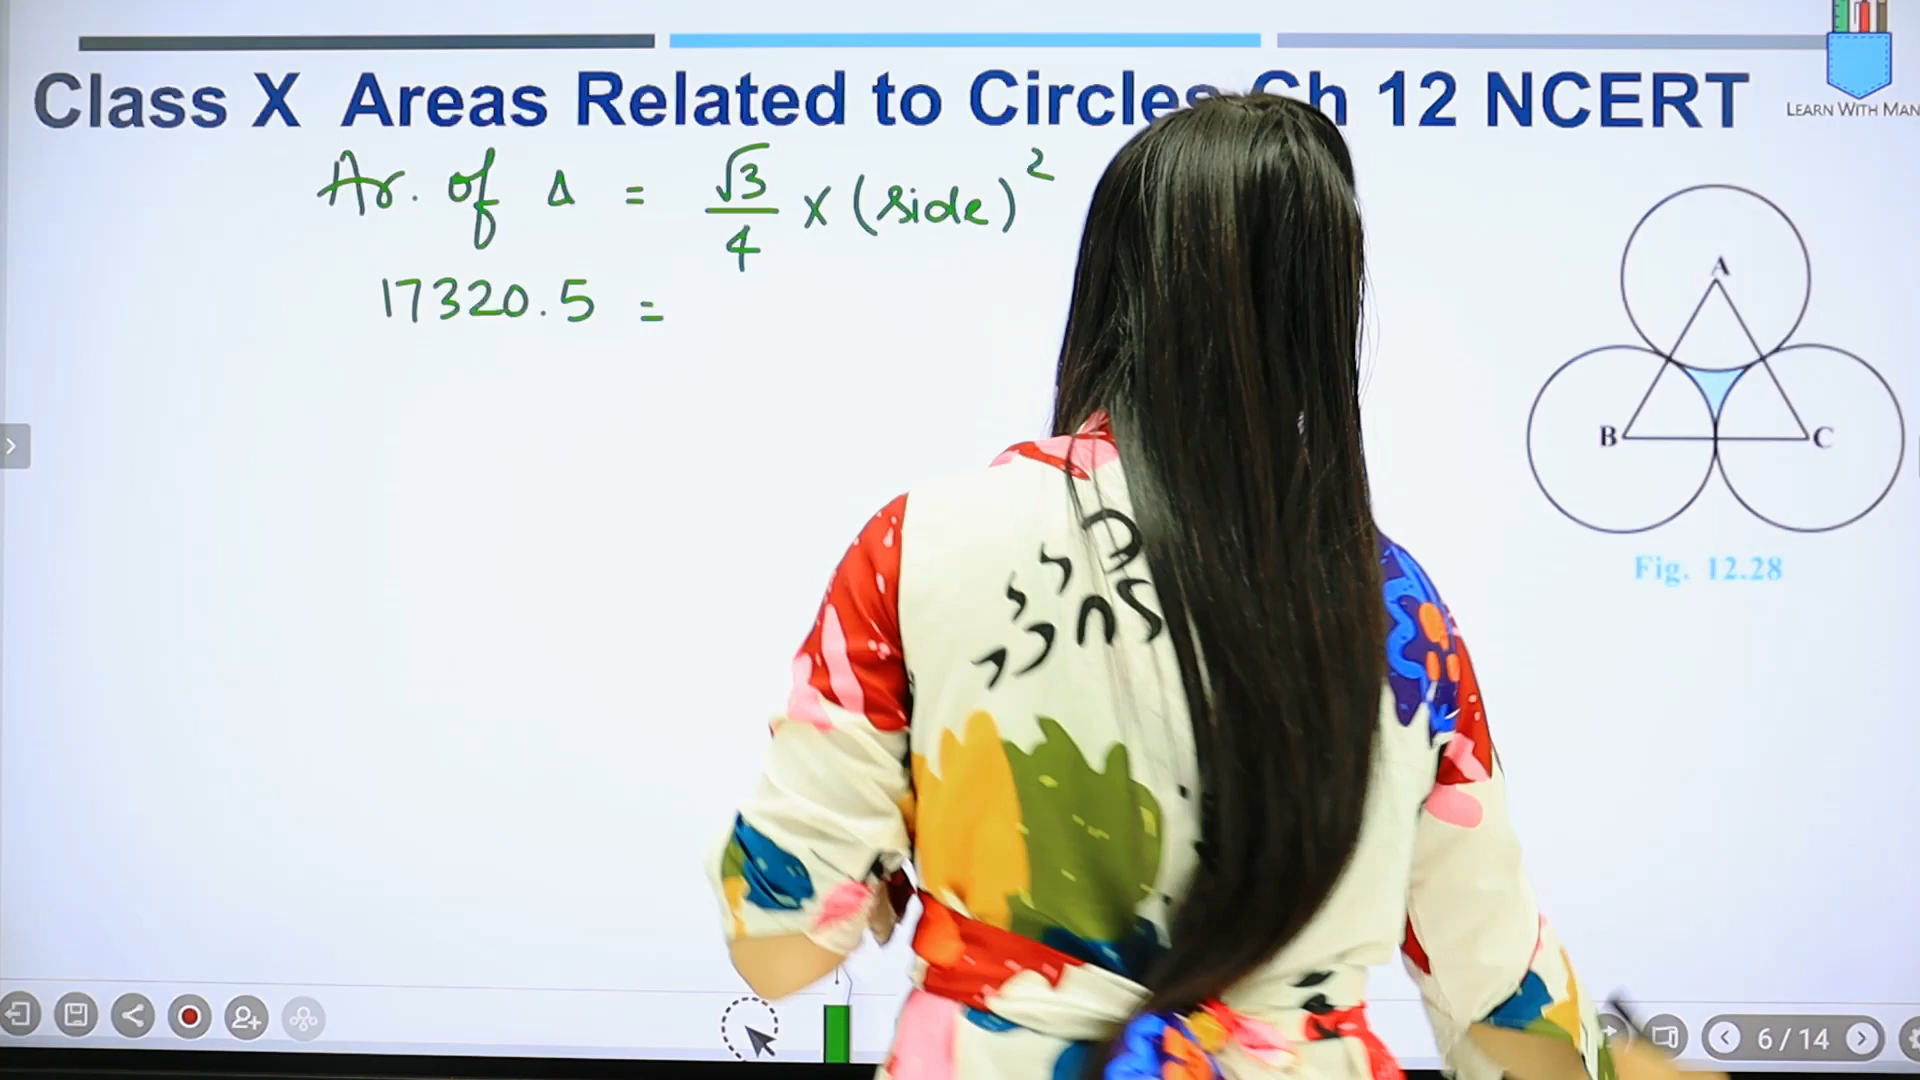 Class X Areas Related to Circles Ch 12 NCERT
LEARN WITH MAN
Ar. of Δ = √3/4 × (side)²
17320.5 =
A
B
C
Fig. 12.28
6 / 14